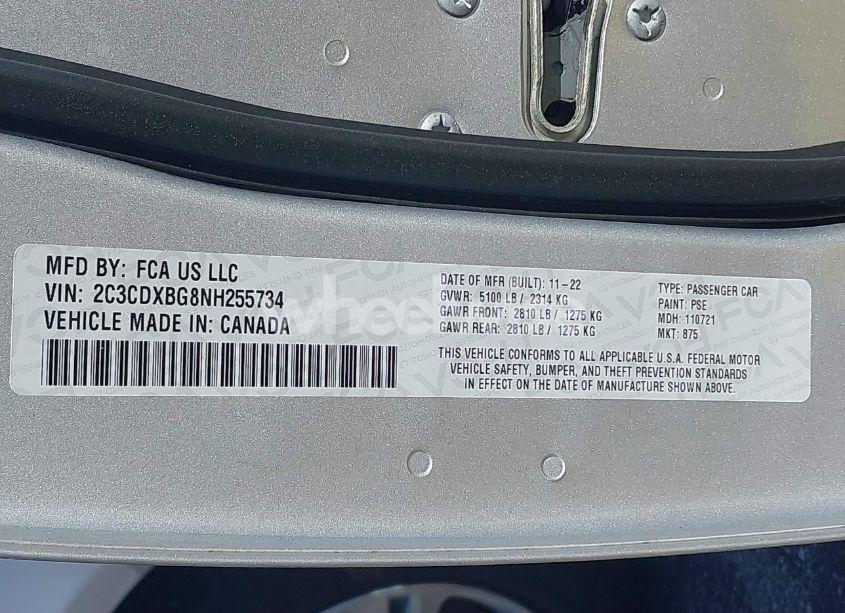 MFD BY: FCA US LLC
VIN: 2C3CDXBG8NH255734
VEHICLE MADE IN: CANADA
DATE OF MFR (BUILT): 11-22
GVWR: 5100 LB / 2314 KG
GAWR FRONT: 2810 LB / 1275 KG
GAWR REAR: 2810 LB / 1275 KG
TYPE: PASSENGER CAR
PAINT: PSE
MDH: 110721
MKT: 875
THIS VEHICLE CONFORMS TO ALL APPLICABLE U.S.A. FEDERAL MOTOR
VEHICLE SAFETY, BUMPER, AND THEFT PREVENTION STANDARDS
IN EFFECT ON THE DATE OF MANUFACTURE SHOWN ABOVE.